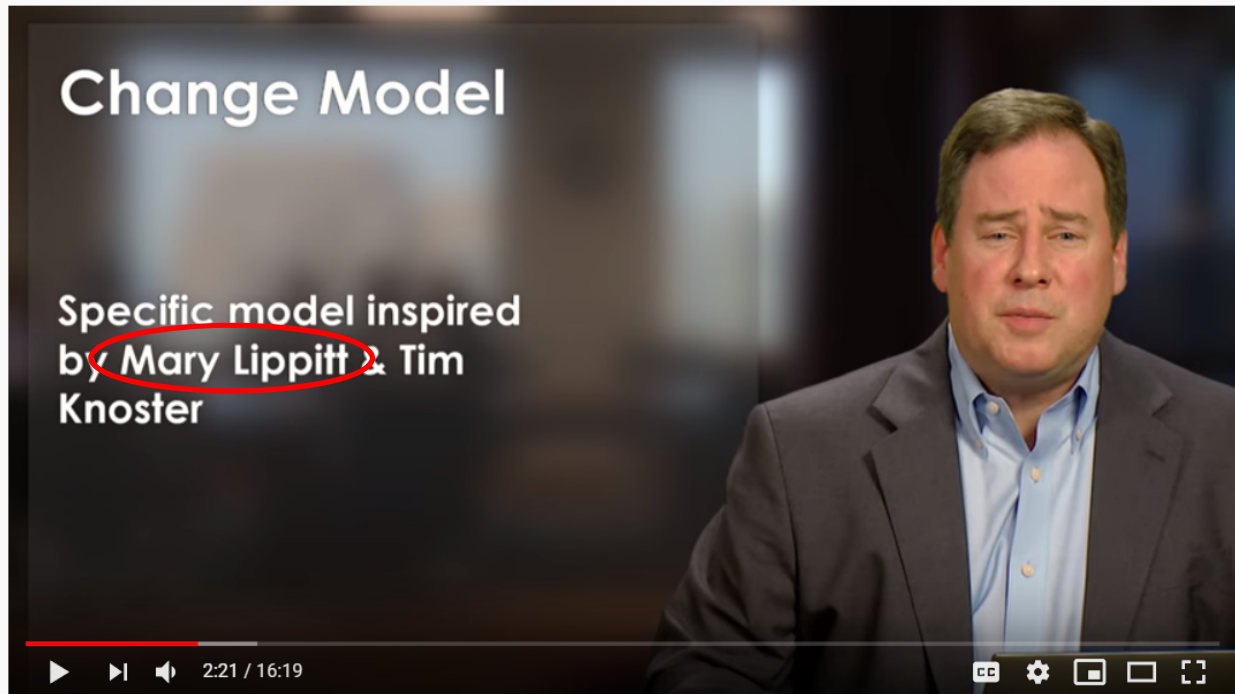 Change Model
Specific model inspired
by Mary Lippitt & Tim
Knoster
2:21 / 16:19
CC